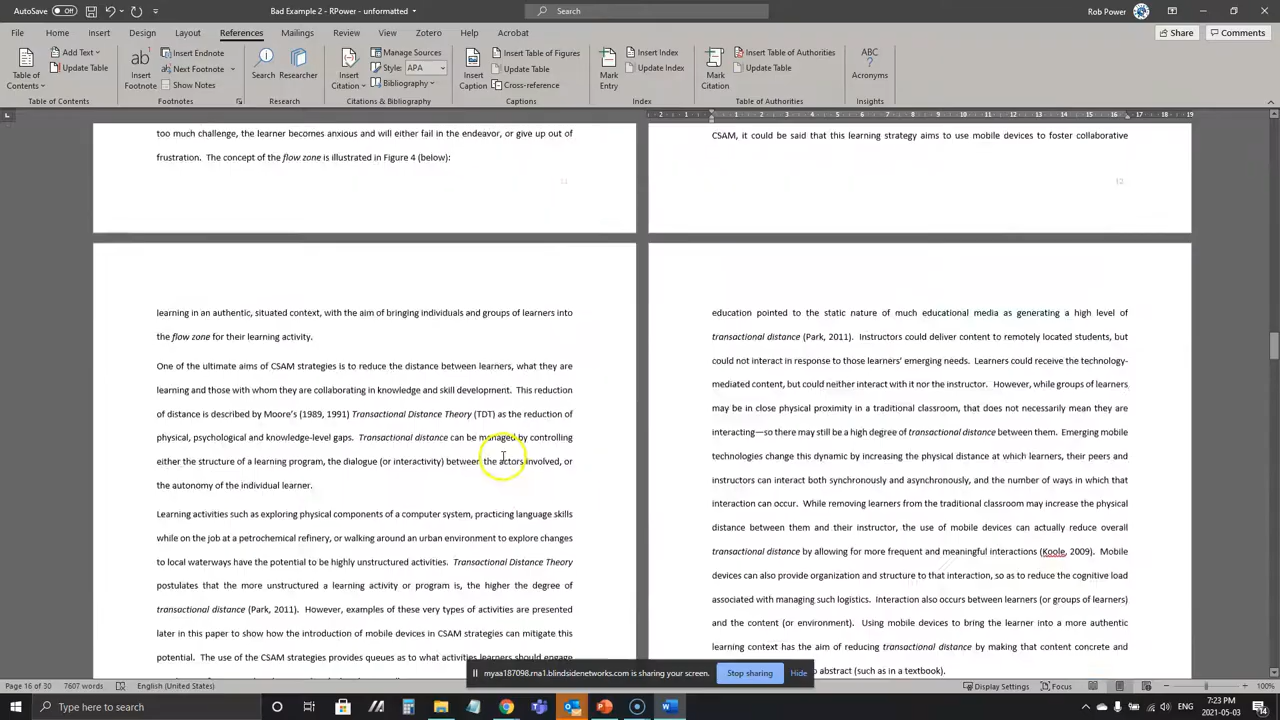 AutoSave Off Bad Example 2 - RPower - unformatted Search Rob Power
File Home Insert Design Layout References Mailings Review View Zotero Help Acrobat Share Comments
Table of Contents Add Text Update Table Insert Footnote Insert Endnote Next Footnote Show Notes Search Researcher Insert Citation Manage Sources Style: APA Bibliography Insert Caption Insert Table of Figures Update Table Cross-reference Mark Entry Insert Index Update Index Mark Citation Insert Table of Authorities Update Table Acronyms
Table of Contents Footnotes Research Citations & Bibliography Captions Index Table of Authorities Insights
2 1 1 2 3 4 5 6 7 8 9 10 11 12 13 14 15 16 17 18 19
too much challenge, the learner becomes anxious and will either fail in the endeavor, or give up out of
frustration. The concept of the flow zone is illustrated in Figure 4 (below):
11
CSAM, it could be said that this learning strategy aims to use mobile devices to foster collaborative
12
learning in an authentic, situated context, with the aim of bringing individuals and groups of learners into
the flow zone for their learning activity.
One of the ultimate aims of CSAM strategies is to reduce the distance between learners, what they are
learning and those with whom they are collaborating in knowledge and skill development. This reduction
of distance is described by Moore's (1989, 1991) Transactional Distance Theory (TDT) as the reduction of
physical, psychological and knowledge-level gaps. Transactional distance can be managed by controlling
either the structure of a learning program, the dialogue (or interactivity) between the actors involved, or
the autonomy of the individual learner.
Learning activities such as exploring physical components of a computer system, practicing language skills
while on the job at a petrochemical refinery, or walking around an urban environment to explore changes
to local waterways have the potential to be highly unstructured activities. Transactional Distance Theory
postulates that the more unstructured a learning activity or program is, the higher the degree of
transactional distance (Park, 2011). However, examples of these very types of activities are presented
later in this paper to show how the introduction of mobile devices in CSAM strategies can mitigate this
potential. The use of the CSAM strategies provides queues as to what activities learners should engage
education pointed to the static nature of much educational media as generating a high level of
transactional distance (Park, 2011). Instructors could deliver content to remotely located students, but
could not interact in response to those learners' emerging needs. Learners could receive the technology-
mediated content, but could neither interact with it nor the instructor. However, while groups of learners
may be in close physical proximity in a traditional classroom, that does not necessarily mean they are
interacting—so there may still be a high degree of transactional distance between them. Emerging mobile
technologies change this dynamic by increasing the physical distance at which learners, their peers and
instructors can interact both synchronously and asynchronously, and the number of ways in which that
interaction can occur. While removing learners from the traditional classroom may increase the physical
distance between them and their instructor, the use of mobile devices can actually reduce overall
transactional distance by allowing for more frequent and meaningful interactions (Koole, 2009). Mobile
devices can also provide organization and structure to that interaction, so as to reduce the cognitive load
associated with managing such logistics. Interaction also occurs between learners (or groups of learners)
and the content (or environment). Using mobile devices to bring the learner into a more authentic
learning context has the aim of reducing transactional distance by making that content concrete and
to abstract (such as in a textbook).
myaa187098.rna1.blindsidenetworks.com is sharing your screen. Stop sharing Hide
Page 16 of 30 7607 words English (United States) Display Settings Focus 100%
Type here to search 7:23 PM
2021-05-03